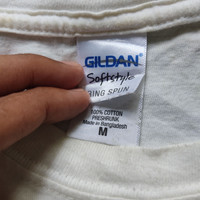 GILDAN
Softstyle
RING SPUN
100% COTTON
PRESHRUNK
Made in Bangladesh
M